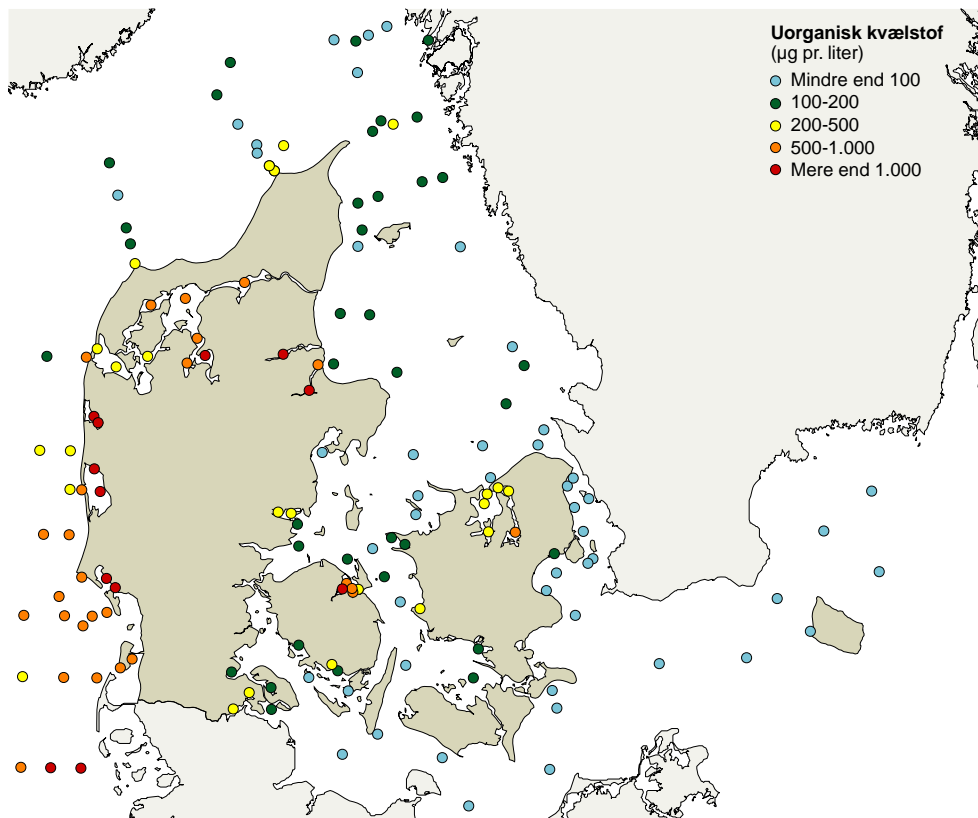 Uorganisk kvælstof
(µg pr. liter)
Mindre end 100
100-200
200-500
500-1.000
Mere end 1.000